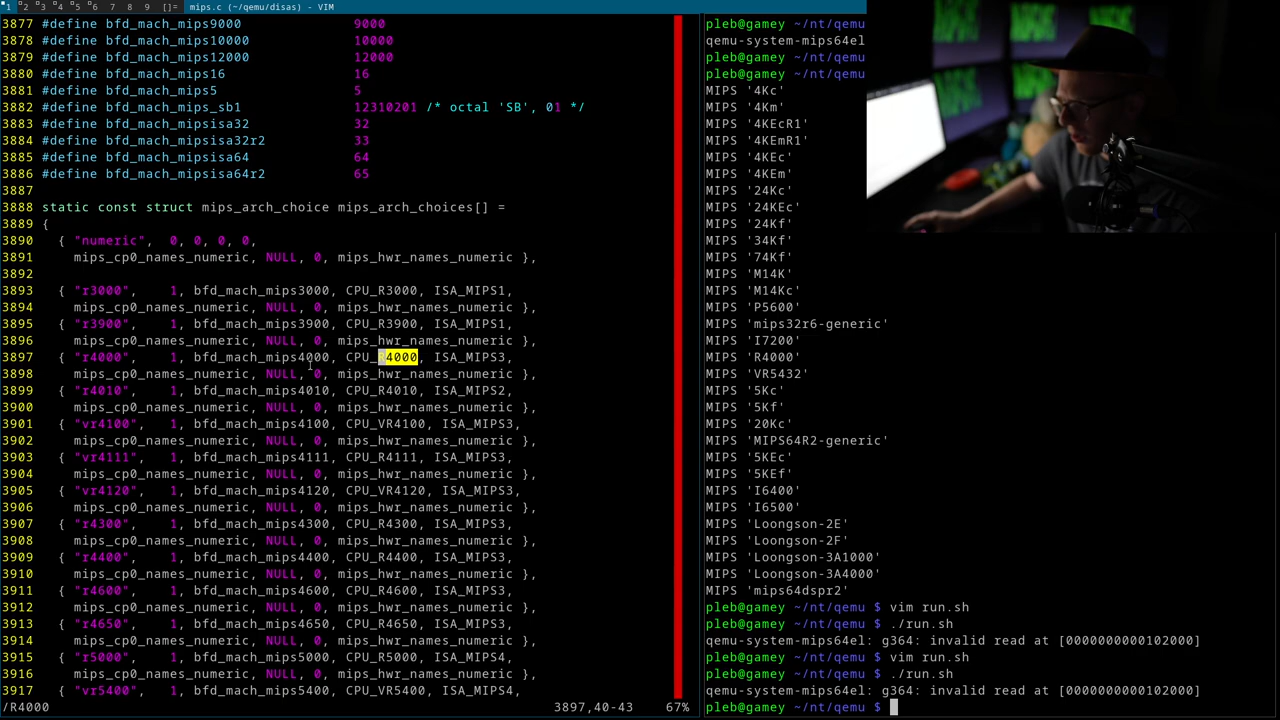 1 2 3 4 5 6 7 8 9 []= mips.c (~/qemu/disas) - VIM
3877 #define bfd_mach_mips9000 9000
3878 #define bfd_mach_mips10000 10000
3879 #define bfd_mach_mips12000 12000
3880 #define bfd_mach_mips16 16
3881 #define bfd_mach_mips5 5
3882 #define bfd_mach_mips_sb1 12310201 /* octal 'SB', 01 */
3883 #define bfd_mach_mipsisa32 32
3884 #define bfd_mach_mipsisa32r2 33
3885 #define bfd_mach_mipsisa64 64
3886 #define bfd_mach_mipsisa64r2 65
3887
3888 static const struct mips_arch_choice mips_arch_choices[] =
3889 {
3890 { "numeric", 0, 0, 0, 0,
3891 mips_cp0_names_numeric, NULL, 0, mips_hwr_names_numeric },
3892
3893 { "r3000", 1, bfd_mach_mips3000, CPU_R3000, ISA_MIPS1,
3894 mips_cp0_names_numeric, NULL, 0, mips_hwr_names_numeric },
3895 { "r3900", 1, bfd_mach_mips3900, CPU_R3900, ISA_MIPS1,
3896 mips_cp0_names_numeric, NULL, 0, mips_hwr_names_numeric },
3897 { "r4000", 1, bfd_mach_mips4000, CPU_R4000, ISA_MIPS3,
3898 mips_cp0_names_numeric, NULL, 0, mips_hwr_names_numeric },
3899 { "r4010", 1, bfd_mach_mips4010, CPU_R4010, ISA_MIPS2,
3900 mips_cp0_names_numeric, NULL, 0, mips_hwr_names_numeric },
3901 { "vr4100", 1, bfd_mach_mips4100, CPU_VR4100, ISA_MIPS3,
3902 mips_cp0_names_numeric, NULL, 0, mips_hwr_names_numeric },
3903 { "vr4111", 1, bfd_mach_mips4111, CPU_R4111, ISA_MIPS3,
3904 mips_cp0_names_numeric, NULL, 0, mips_hwr_names_numeric },
3905 { "vr4120", 1, bfd_mach_mips4120, CPU_VR4120, ISA_MIPS3,
3906 mips_cp0_names_numeric, NULL, 0, mips_hwr_names_numeric },
3907 { "r4300", 1, bfd_mach_mips4300, CPU_R4300, ISA_MIPS3,
3908 mips_cp0_names_numeric, NULL, 0, mips_hwr_names_numeric },
3909 { "r4400", 1, bfd_mach_mips4400, CPU_R4400, ISA_MIPS3,
3910 mips_cp0_names_numeric, NULL, 0, mips_hwr_names_numeric },
3911 { "r4600", 1, bfd_mach_mips4600, CPU_R4600, ISA_MIPS3,
3912 mips_cp0_names_numeric, NULL, 0, mips_hwr_names_numeric },
3913 { "r4650", 1, bfd_mach_mips4650, CPU_R4650, ISA_MIPS3,
3914 mips_cp0_names_numeric, NULL, 0, mips_hwr_names_numeric },
3915 { "r5000", 1, bfd_mach_mips5000, CPU_R5000, ISA_MIPS4,
3916 mips_cp0_names_numeric, NULL, 0, mips_hwr_names_numeric },
3917 { "vr5400", 1, bfd_mach_mips5400, CPU_VR5400, ISA_MIPS4,
/R4000 3897,40-43 67%
pleb@gamey ~/nt/qemu
qemu-system-mips64el
pleb@gamey ~/nt/qemu
pleb@gamey ~/nt/qemu
MIPS '4Kc'
MIPS '4Km'
MIPS '4KEcR1'
MIPS '4KEmR1'
MIPS '4KEc'
MIPS '4KEm'
MIPS '24Kc'
MIPS '24KEc'
MIPS '24Kf'
MIPS '34Kf'
MIPS '74Kf'
MIPS 'M14K'
MIPS 'M14Kc'
MIPS 'P5600'
MIPS 'mips32r6-generic'
MIPS 'I7200'
MIPS 'R4000'
MIPS 'VR5432'
MIPS '5Kc'
MIPS '5Kf'
MIPS '20Kc'
MIPS 'MIPS64R2-generic'
MIPS '5KEc'
MIPS '5KEf'
MIPS 'I6400'
MIPS 'I6500'
MIPS 'Loongson-2E'
MIPS 'Loongson-2F'
MIPS 'Loongson-3A1000'
MIPS 'Loongson-3A4000'
MIPS 'mips64dspr2'
pleb@gamey ~/nt/qemu $ vim run.sh
pleb@gamey ~/nt/qemu $ ./run.sh
qemu-system-mips64el: g364: invalid read at [0000000000102000]
pleb@gamey ~/nt/qemu $ vim run.sh
pleb@gamey ~/nt/qemu $ ./run.sh
qemu-system-mips64el: g364: invalid read at [0000000000102000]
pleb@gamey ~/nt/qemu $